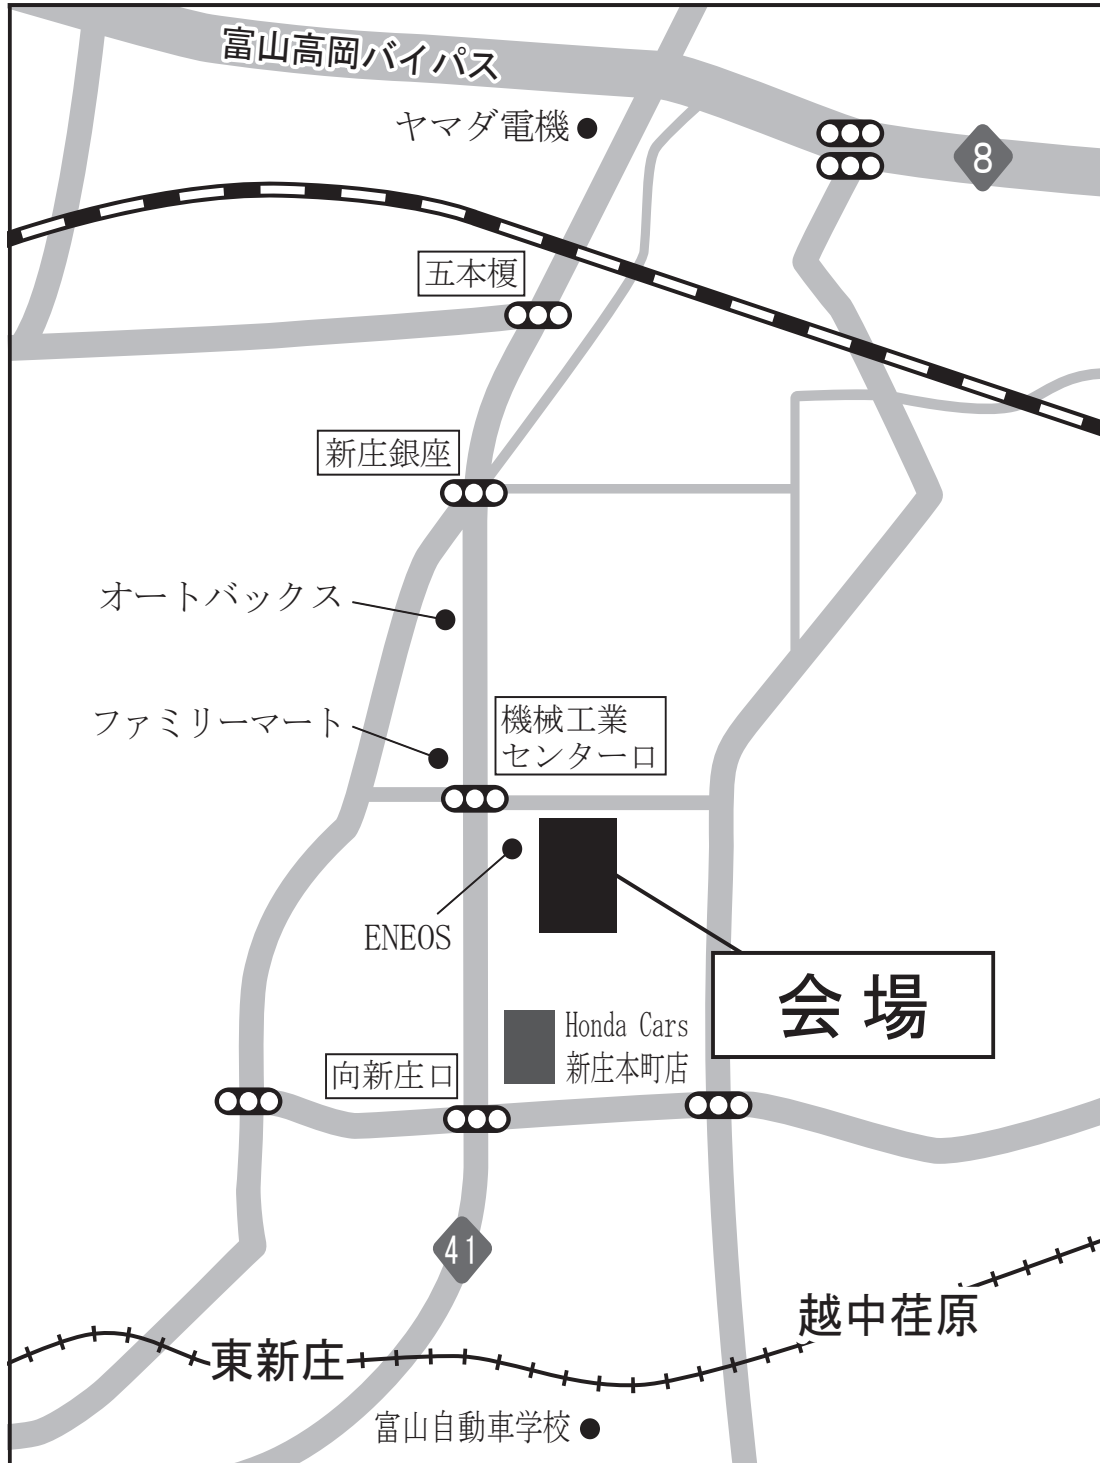 富山高岡バイパス
ヤマダ電機
8
五本榎
新庄銀座
オートバックス
ファミリーマート
機械工業
センター口
ENEOS
会場
Honda Cars
新庄本町店
向新庄口
41
越中荏原
東新庄
富山自動車学校